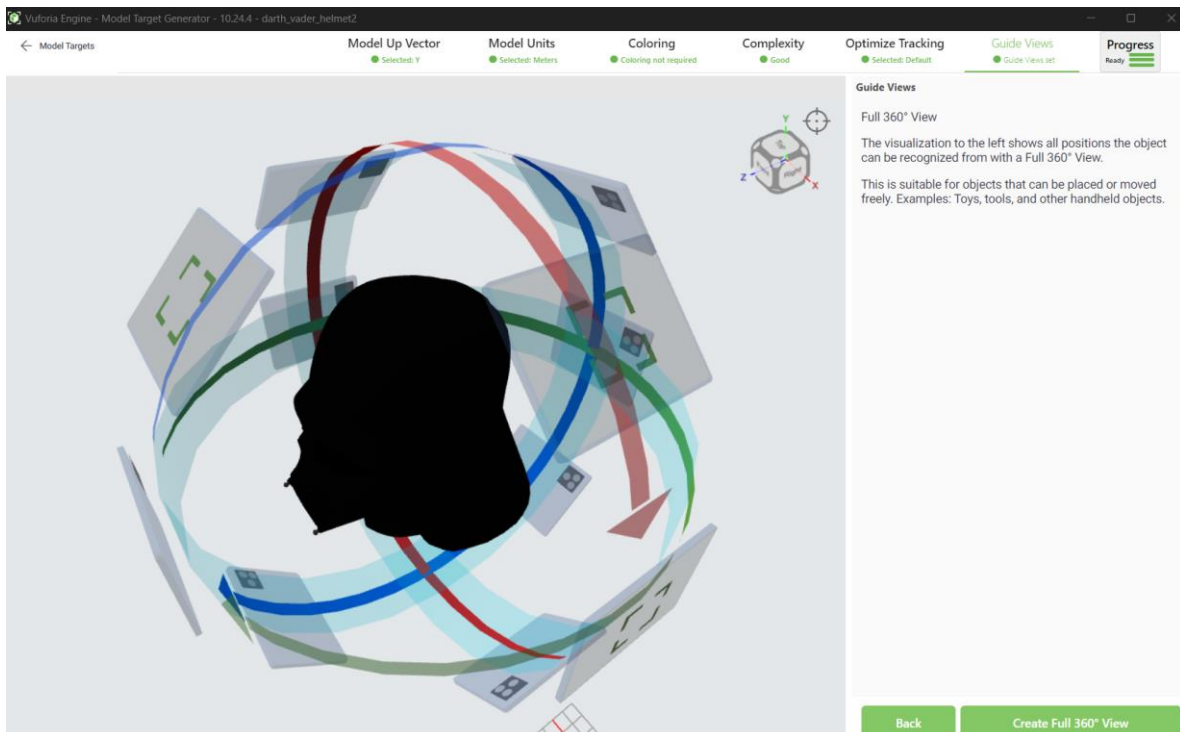 Vuforia Engine - Model Target Generator - 10.24.4 - darth_vader_helmet2
Model Targets
Model Up Vector
Selected: Y
Model Units
Selected: Meters
Coloring
Coloring not required
Complexity
Good
Optimize Tracking
Selected: Default
Guide Views
Guide Views set
Progress
Ready
Guide Views
Full 360° View
The visualization to the left shows all positions the object
can be recognized from with a Full 360° View.
This is suitable for objects that can be placed or moved
freely. Examples: Toys, tools, and other handheld objects.
Y
Z
X
Right
Back
Create Full 360° View